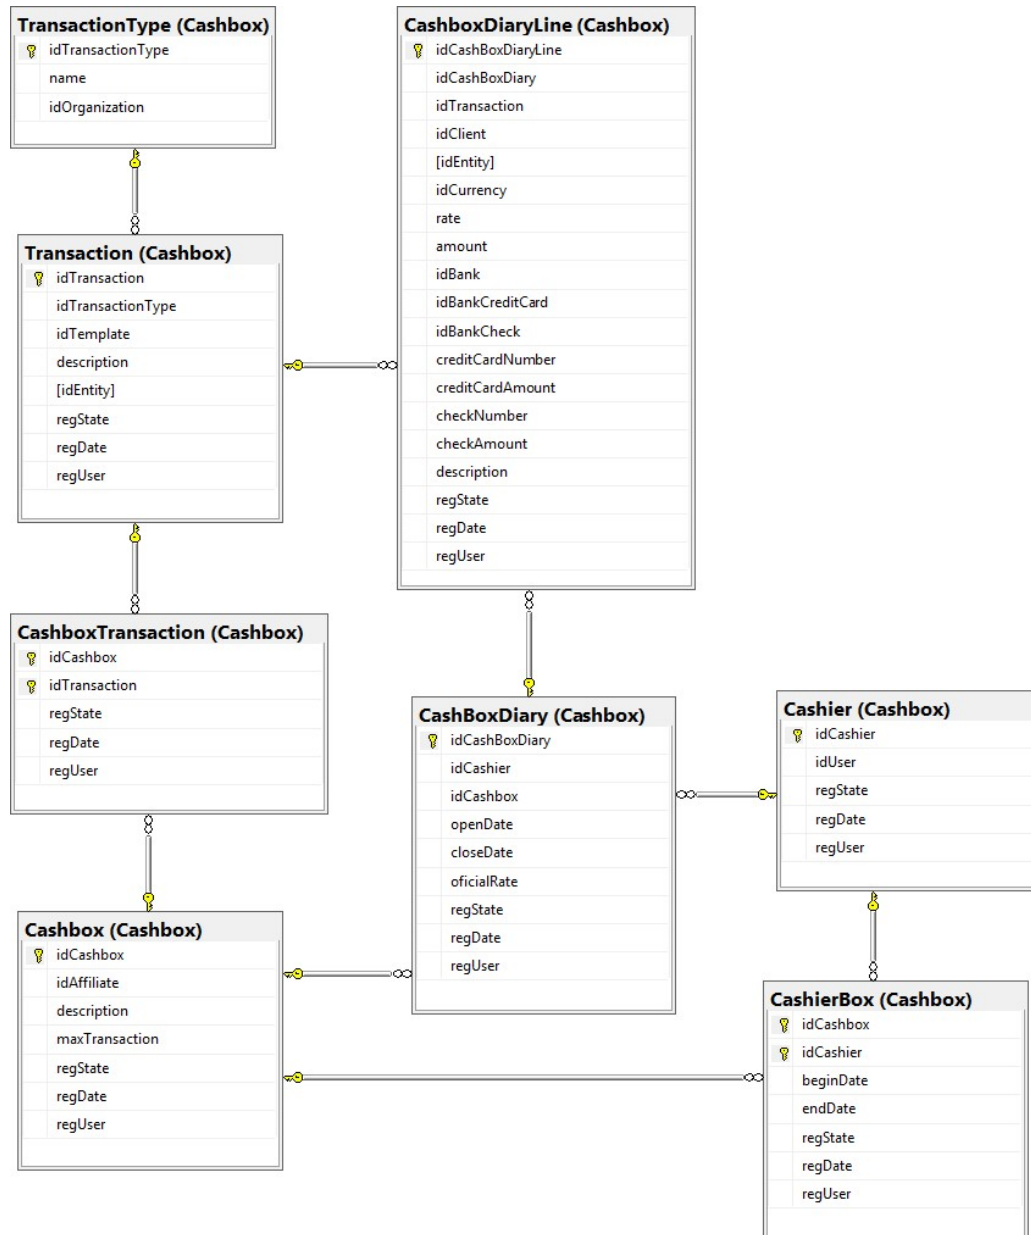 TransactionType (Cashbox)
idTransactionType
name
idOrganization
Transaction (Cashbox)
idTransaction
idTransactionType
idTemplate
description
[idEntity]
regState
regDate
regUser
CashboxTransaction (Cashbox)
idCashbox
idTransaction
regState
regDate
regUser
Cashbox (Cashbox)
idCashbox
idAffiliate
description
maxTransaction
regState
regDate
regUser
CashboxDiaryLine (Cashbox)
idCashBoxDiaryLine
idCashBoxDiary
idTransaction
idClient
[idEntity]
idCurrency
rate
amount
idBank
idBankCreditCard
idBankCheck
creditCardNumber
creditCardAmount
checkNumber
checkAmount
description
regState
regDate
regUser
CashBoxDiary (Cashbox)
idCashBoxDiary
idCashier
idCashbox
openDate
closeDate
oficialRate
regState
regDate
regUser
Cashier (Cashbox)
idCashier
idUser
regState
regDate
regUser
CashierBox (Cashbox)
idCashbox
idCashier
beginDate
endDate
regState
regDate
regUser